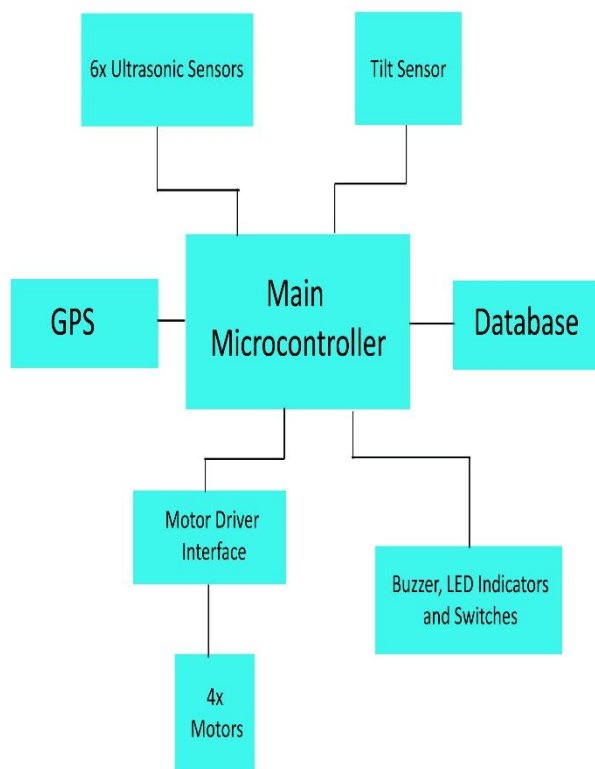 6x Ultrasonic Sensors
Tilt Sensor
GPS
Main
Microcontroller
Database
Motor Driver
Interface
Buzzer, LED Indicators
and Switches
4x
Motors